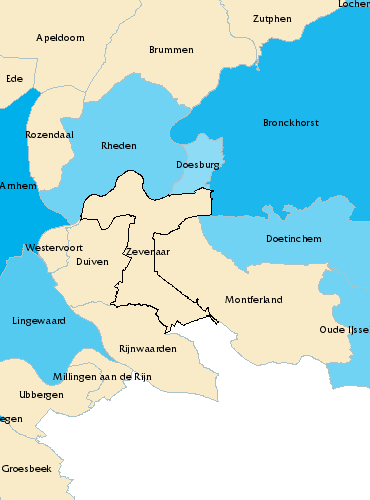 Lochem
Zutphen
Apeldoorn
Brummen
Ede
Bronckhorst
Rozendaal
Rheden
Doesburg
Arnhem
Doetinchem
Westervoort
Zevenaar
Duiven
Montferland
Lingewaard
Oude IJsse
Rijnwaarden
Millingen aan de Rijn
Ubbergen
egen
Groesbeek